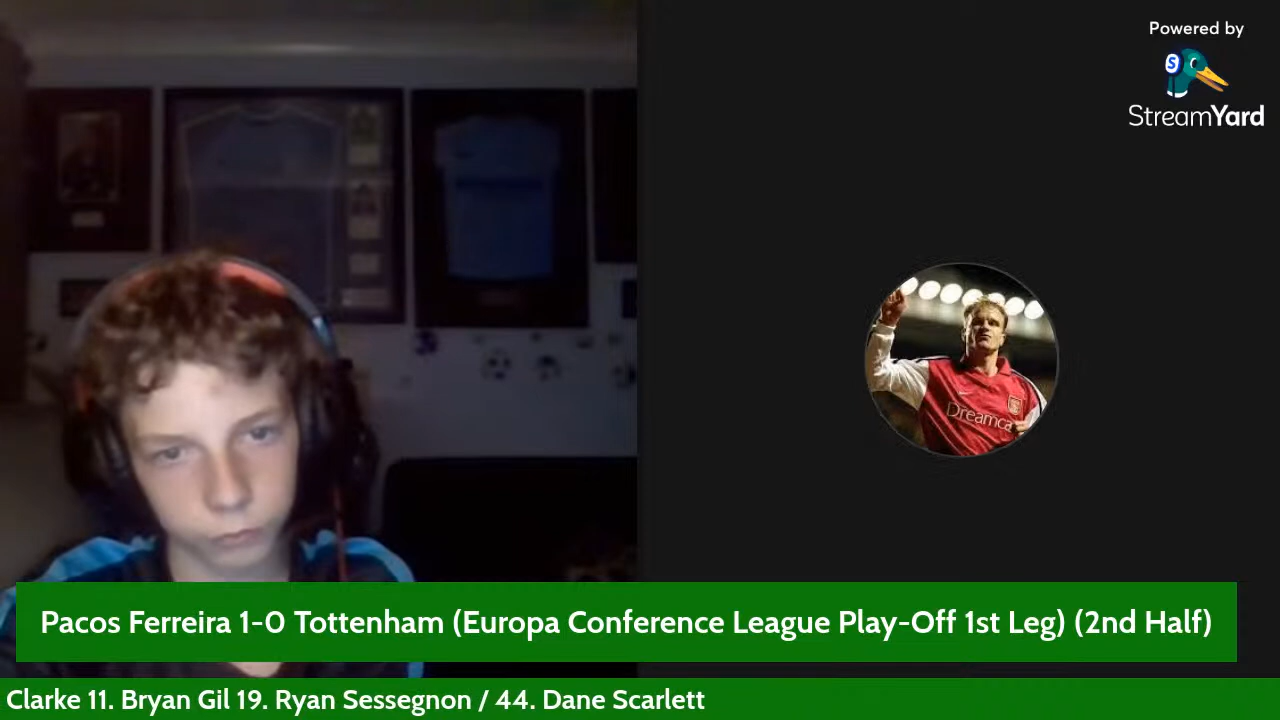 Powered by
S
StreamYard
Dreamca
Pacos Ferreira 1-0 Tottenham (Europa Conference League Play-Off 1st Leg) (2nd Half)
Clarke 11. Bryan Gil 19. Ryan Sessegnon / 44. Dane Scarlett